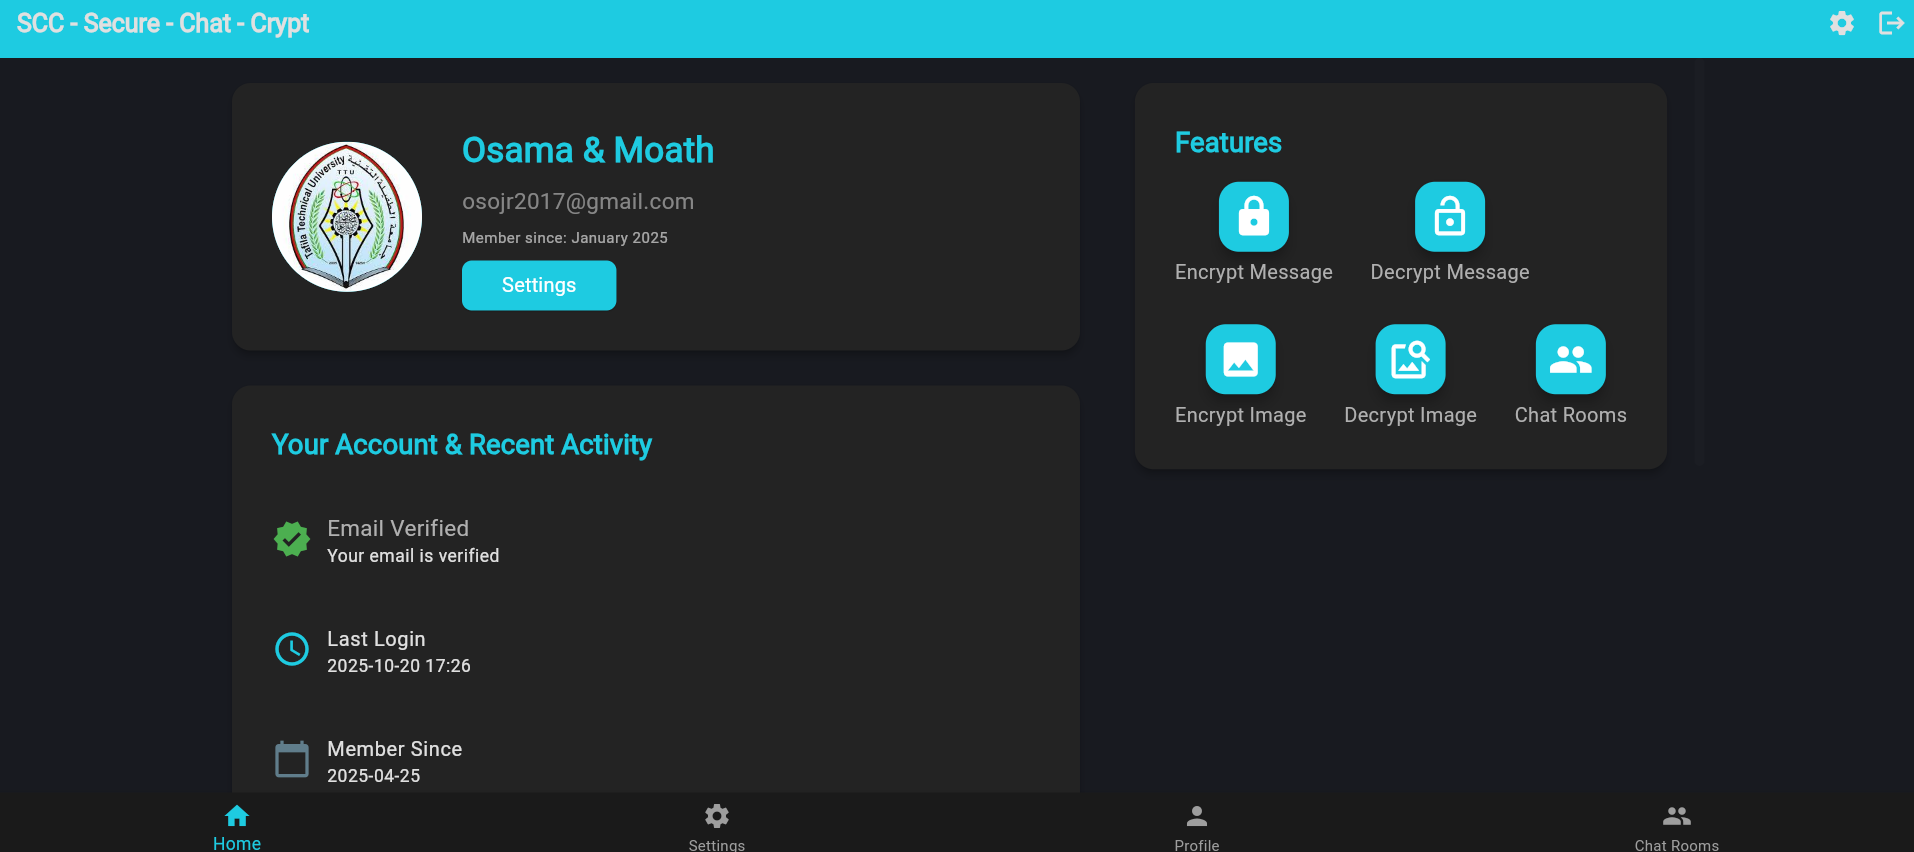 SCC - Secure - Chat - Crypt
Tafila Technical University
TTU
Osama & Moath
osojr2017@gmail.com
Member since: January 2025
Settings
Your Account & Recent Activity
Email Verified
Your email is verified
Last Login
2025-10-20 17:26
Member Since
2025-04-25
Features
Encrypt Message
Decrypt Message
Encrypt Image
Decrypt Image
Chat Rooms
Home
Settings
Profile
Chat Rooms